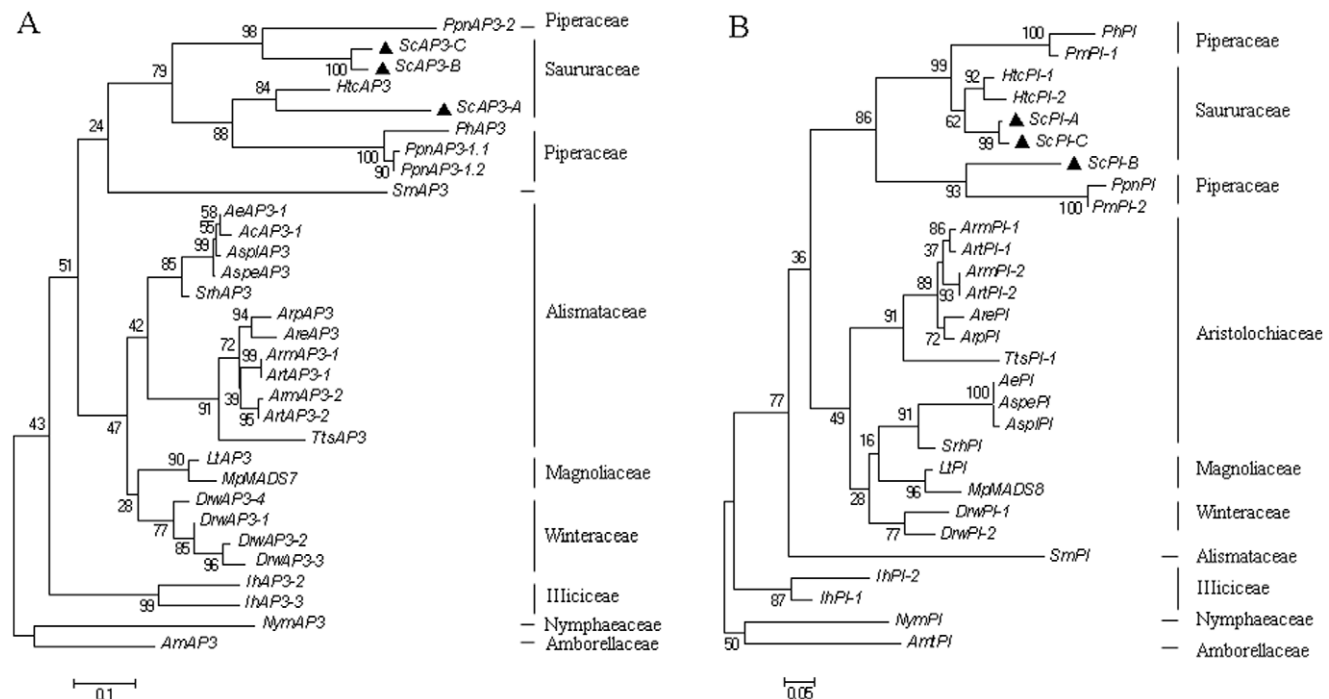 A
PpnAP3-2
98
ScAP3-C
100
ScAP3-B
79
HtcAP3
84
ScAP3-A
88
PhAP3
100
PpnAP3-1.1
90
PpnAP3-1.2
24
SmAP3
58
AeAP3-1
55
AcAP3-1
99
AsplAP3
AspeAP3
85
SrhAP3
51
42
94
ArpAP3
AreAP3
72
99
ArmAP3-1
ArtAP3-1
39
ArmAP3-2
95
ArtAP3-2
91
TtsAP3
43
47
90
LtAP3
MpMADS7
28
DrwAP3-4
77
DrwAP3-1
85
DrwAP3-2
96
DrwAP3-3
IhAP3-2
99
IhAP3-3
NymAP3
AmAP3
0.1
Piperaceae
Saururaceae
Piperaceae
Alismataceae
Magnoliaceae
Winteraceae
IIIiciceae
Nymphaeaceae
Amborellaceae
B
100
PhPI
PmPI-1
99
92
HtcPI-1
HtcPI-2
62
ScPI-A
99
ScPI-C
86
ScPI-B
93
PpnPI
100
PmPI-2
86
ArmPI-1
37
ArtPI-1
ArmPI-2
93
ArtPI-2
89
ArePI
72
ArpPI
91
TtsPI-1
36
AePI
100
AspePI
AsplPI
91
SrhPI
77
49
16
LtPI
96
MpMADS8
28
DrwPI-1
77
DrwPI-2
SmPI
IhPI-2
87
IhPI-1
NymPI
50
AmtPI
0.05
Piperaceae
Saururaceae
Piperaceae
Aristolochiaceae
Magnoliaceae
Winteraceae
Alismataceae
IIIiciceae
Nymphaeaceae
Amborellaceae